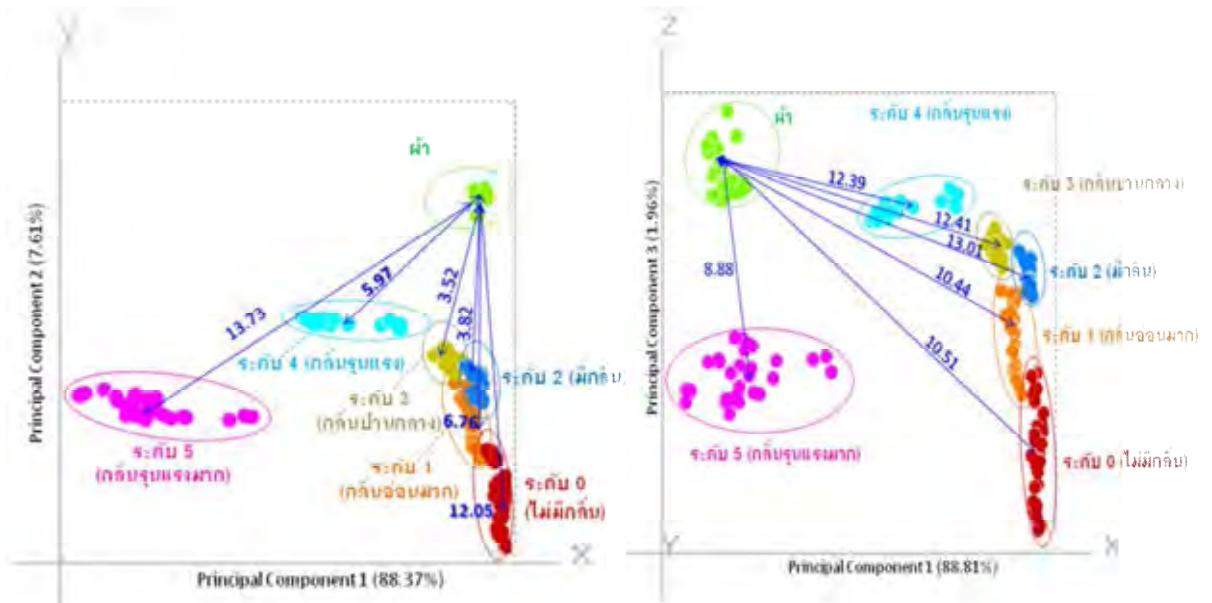 Y
ผ้า
Principal Component 2 (7.61%)
13.73
5.97
3.52
3.82
6.76
12.05
ระดับ 4 (กลิ่นรุนแรง)
ระดับ 2 (มีกลิ่น)
ระดับ 3
(กลิ่นปานกลาง)
ระดับ 5
(กลิ่นรุนแรงมาก)
ระดับ 1
(กลิ่นอ่อนมาก)
ระดับ 0
(ไม่มีกลิ่น)
X
Principal Component 1 (88.37%)
Z
ผ้า
ระดับ 4 (กลิ่นรุนแรง)
ระดับ 3 (กลิ่นปานกลาง)
Principal Component 3 (1.96%)
12.39
12.41
13.01
8.88
10.44
10.51
ระดับ 2 (มีกลิ่น)
ระดับ 1 (กลิ่นอ่อนมาก)
ระดับ 5 (กลิ่นรุนแรงมาก)
ระดับ 0 (ไม่มีกลิ่น)
Y
X
Principal Component 1 (88.81%)